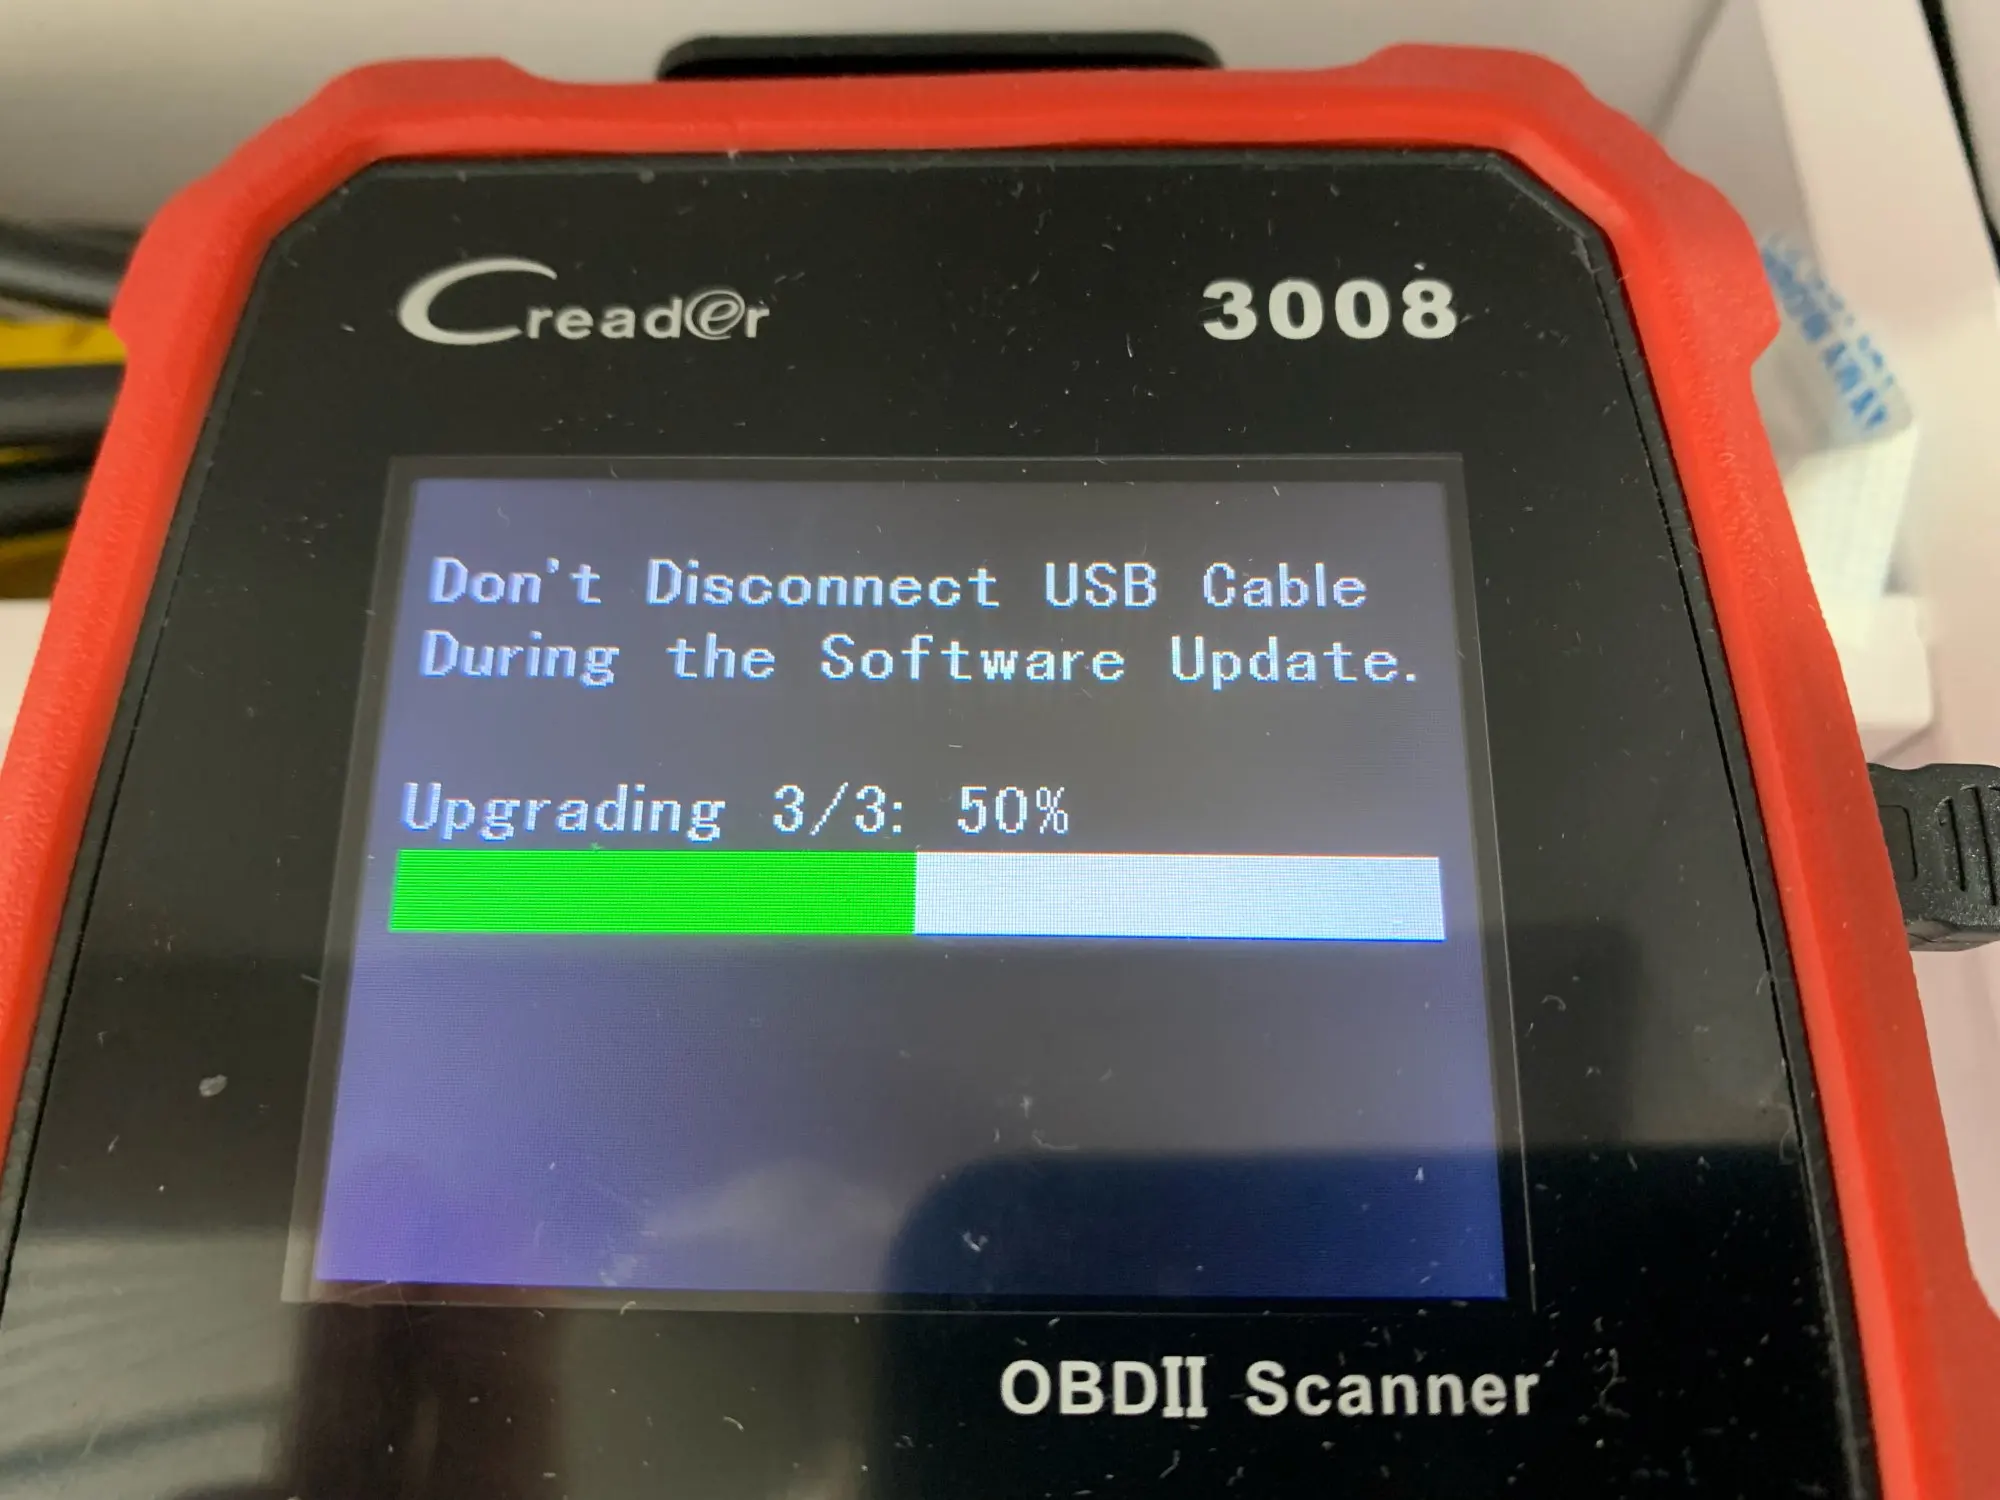 Creader 3008
Don't Disconnect USB Cable
During the Software Update.
Upgrading 3/3: 50%
OBDII Scanner